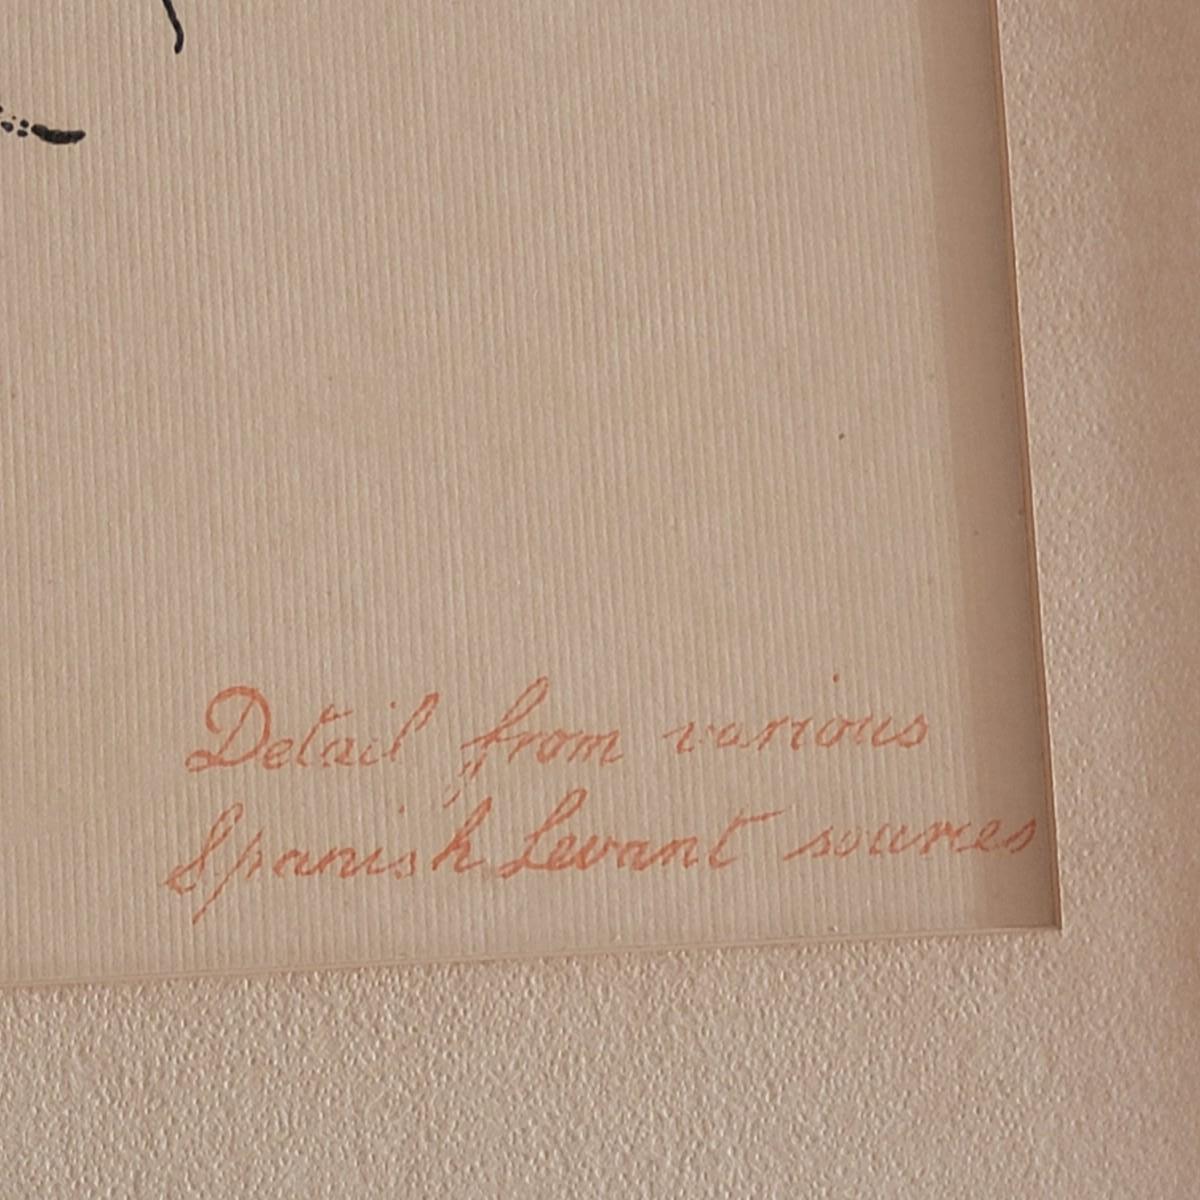 Detail from various
Spanish Levant sources